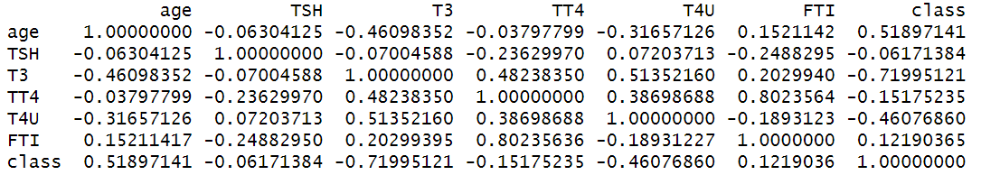 age TSH T3 TT4 T4U FTI class
age 1.00000000 -0.06304125 -0.46098352 -0.03797799 -0.31657126 0.1521142 0.51897141
TSH -0.06304125 1.00000000 -0.07004588 -0.23629970 0.07203713 -0.2488295 -0.06171384
T3 -0.46098352 -0.07004588 1.00000000 0.48238350 0.51352160 0.2029940 -0.71995121
TT4 -0.03797799 -0.23629970 0.48238350 1.00000000 0.38698688 0.8023564 -0.15175235
T4U -0.31657126 0.07203713 0.51352160 0.38698688 1.00000000 -0.1893123 -0.46076860
FTI 0.15211417 -0.24882950 0.20299395 0.80235636 -0.18931227 1.0000000 0.12190365
class 0.51897141 -0.06171384 -0.71995121 -0.15175235 -0.46076860 0.1219036 1.00000000